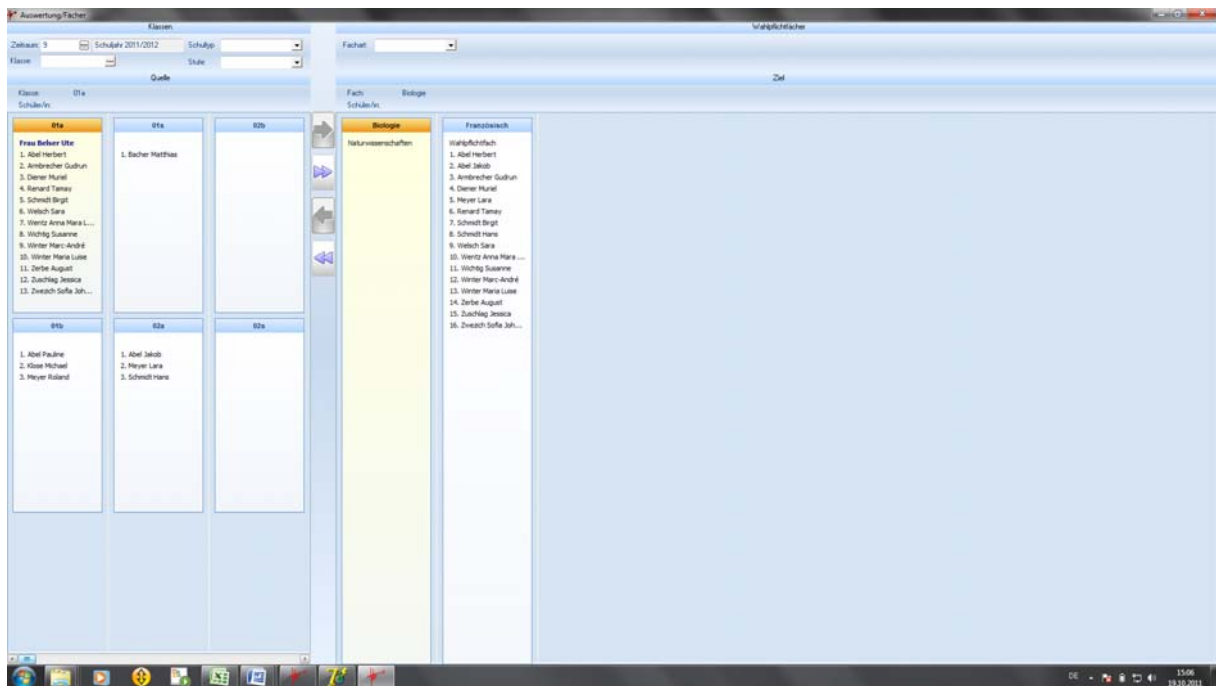 Auswertung/Fächer
Klassen
Zeitraum: 9 Schuljahr 2011/2012 Schultyp
Klasse: Stufe
Quelle
Klasse: 01a
Schüler/in:
Wahlpflichtfächer
Fachart
Ziel
Fach: Biologie
Schüler/in:
01a
Frau Belser Ute
1. Abel Herbert
2. Armbrecher Gudrun
3. Diener Muriel
4. Renard Tamay
5. Schmidt Birgit
6. Welsch Sara
7. Wentz Anna Mara L...
8. Wichtig Susanne
9. Winter Marc-André
10. Winter Maria Luise
11. Zerbe August
12. Zuschlag Jessica
13. Zwezich Sofia Joh...
01s
1. Bacher Matthias
02b
01b
1. Abel Pauline
2. Klose Michael
3. Meyer Roland
02a
1. Abel Jakob
2. Meyer Lara
3. Schmidt Hans
02s
Biologie
Naturwissenschaften
Französisch
Wahlpflichtfach
1. Abel Herbert
2. Abel Jakob
3. Armbrecher Gudrun
4. Diener Muriel
5. Meyer Lara
6. Renard Tamay
7. Schmidt Birgit
8. Schmidt Hans
9. Welsch Sara
10. Wentz Anna Mara ...
11. Wichtig Susanne
12. Winter Marc-André
13. Winter Maria Luise
14. Zerbe August
15. Zuschlag Jessica
16. Zwezich Sofia Joh...
DE
15:06
19.10.2011